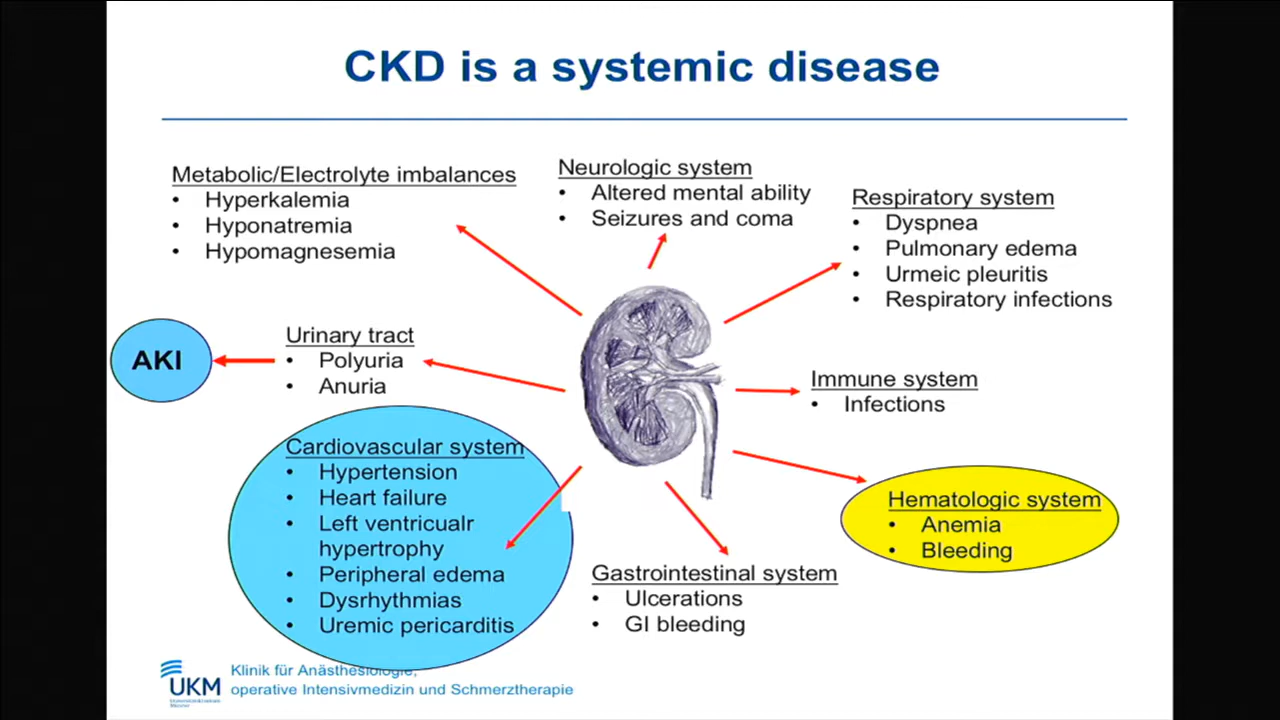 CKD is a systemic disease
Metabolic/Electrolyte imbalances
• Hyperkalemia
• Hyponatremia
• Hypomagnesemia
Neurologic system
• Altered mental ability
• Seizures and coma
Respiratory system
• Dyspnea
• Pulmonary edema
• Urmeic pleuritis
• Respiratory infections
AKI
Urinary tract
• Polyuria
• Anuria
Immune system
• Infections
Cardiovascular system
• Hypertension
• Heart failure
• Left ventricualr
hypertrophy
• Peripheral edema
• Dysrhythmias
• Uremic pericarditis
Hematologic system
• Anemia
• Bleeding
Gastrointestinal system
• Ulcerations
• GI bleeding
UKM
Klinik für Anästhesiologie,
operative Intensivmedizin und Schmerztherapie